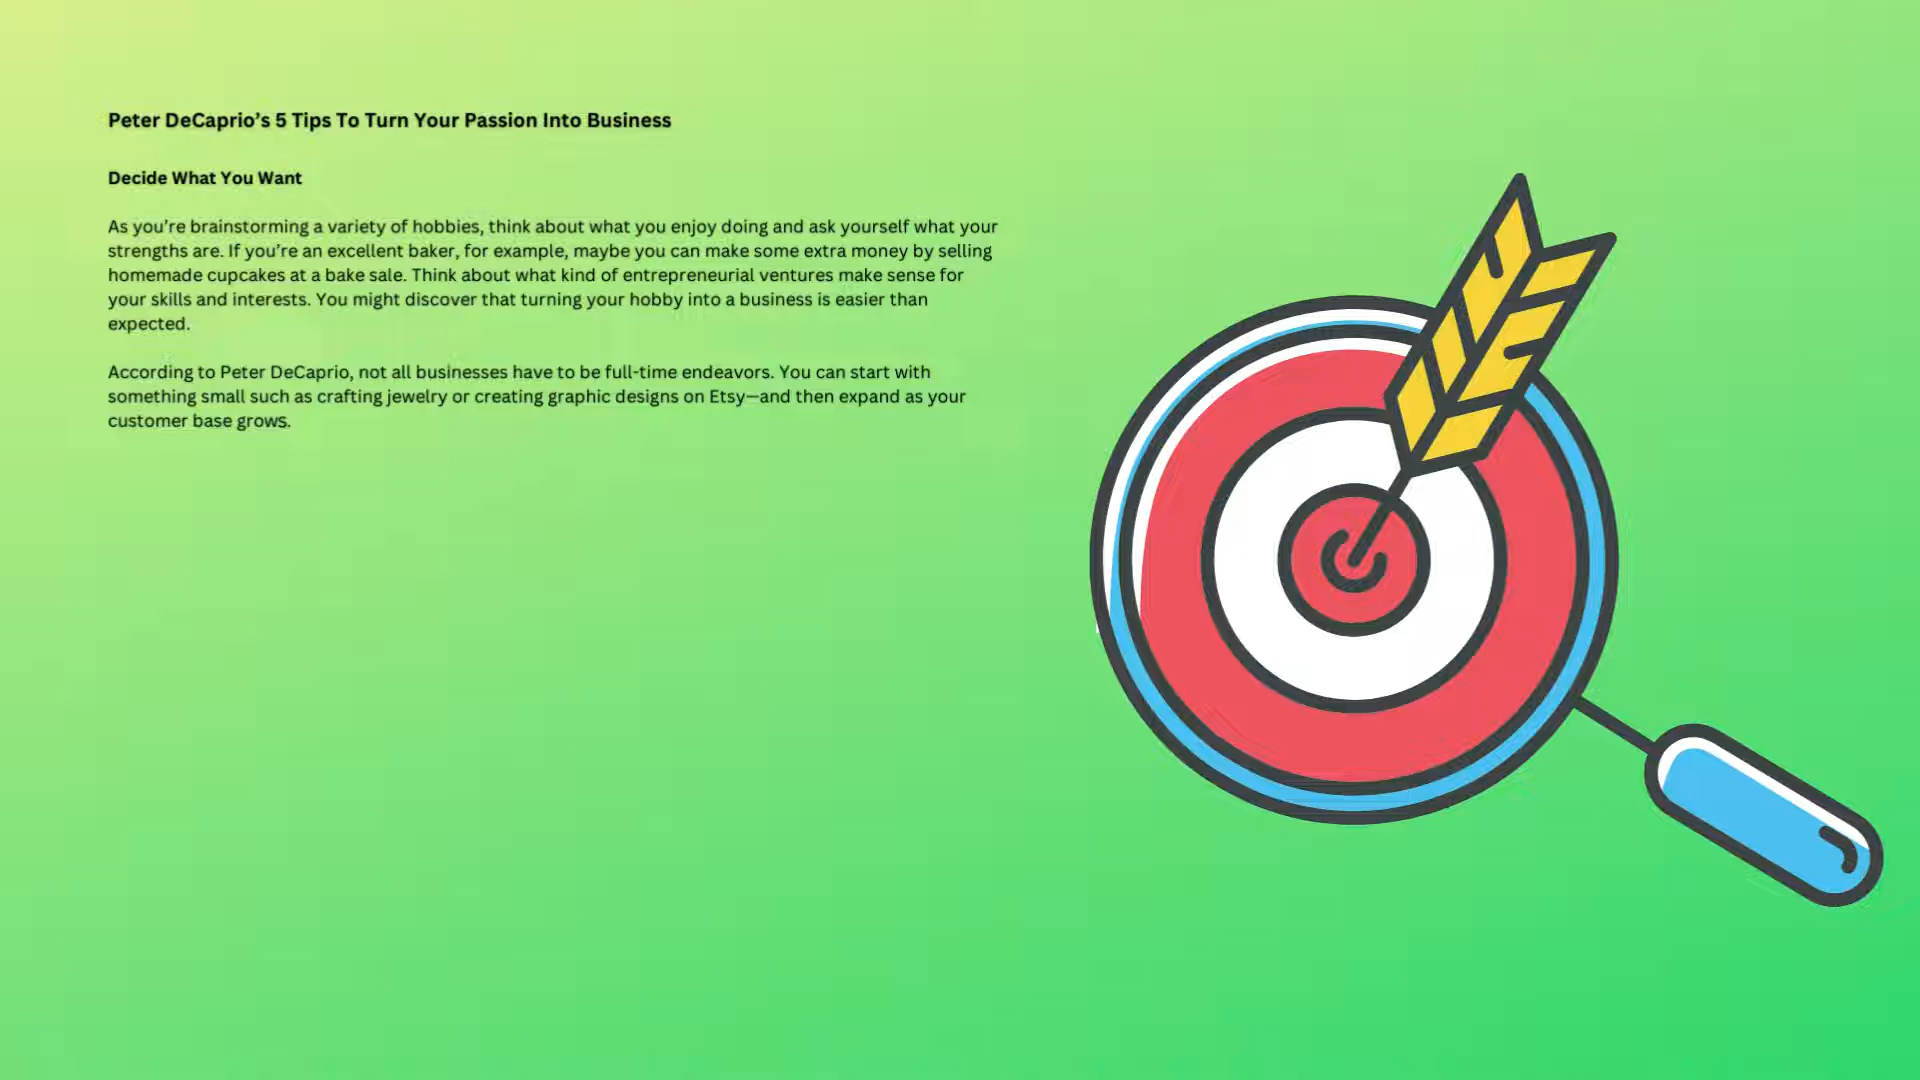 Peter DeCaprio’s 5 Tips To Turn Your Passion Into Business
Decide What You Want
As you’re brainstorming a variety of hobbies, think about what you enjoy doing and ask yourself what your
strengths are. If you’re an excellent baker, for example, maybe you can make some extra money by selling
homemade cupcakes at a bake sale. Think about what kind of entrepreneurial ventures make sense for
your skills and interests. You might discover that turning your hobby into a business is easier than
expected.
According to Peter DeCaprio, not all businesses have to be full-time endeavors. You can start with
something small such as crafting jewelry or creating graphic designs on Etsy—and then expand as your
customer base grows.